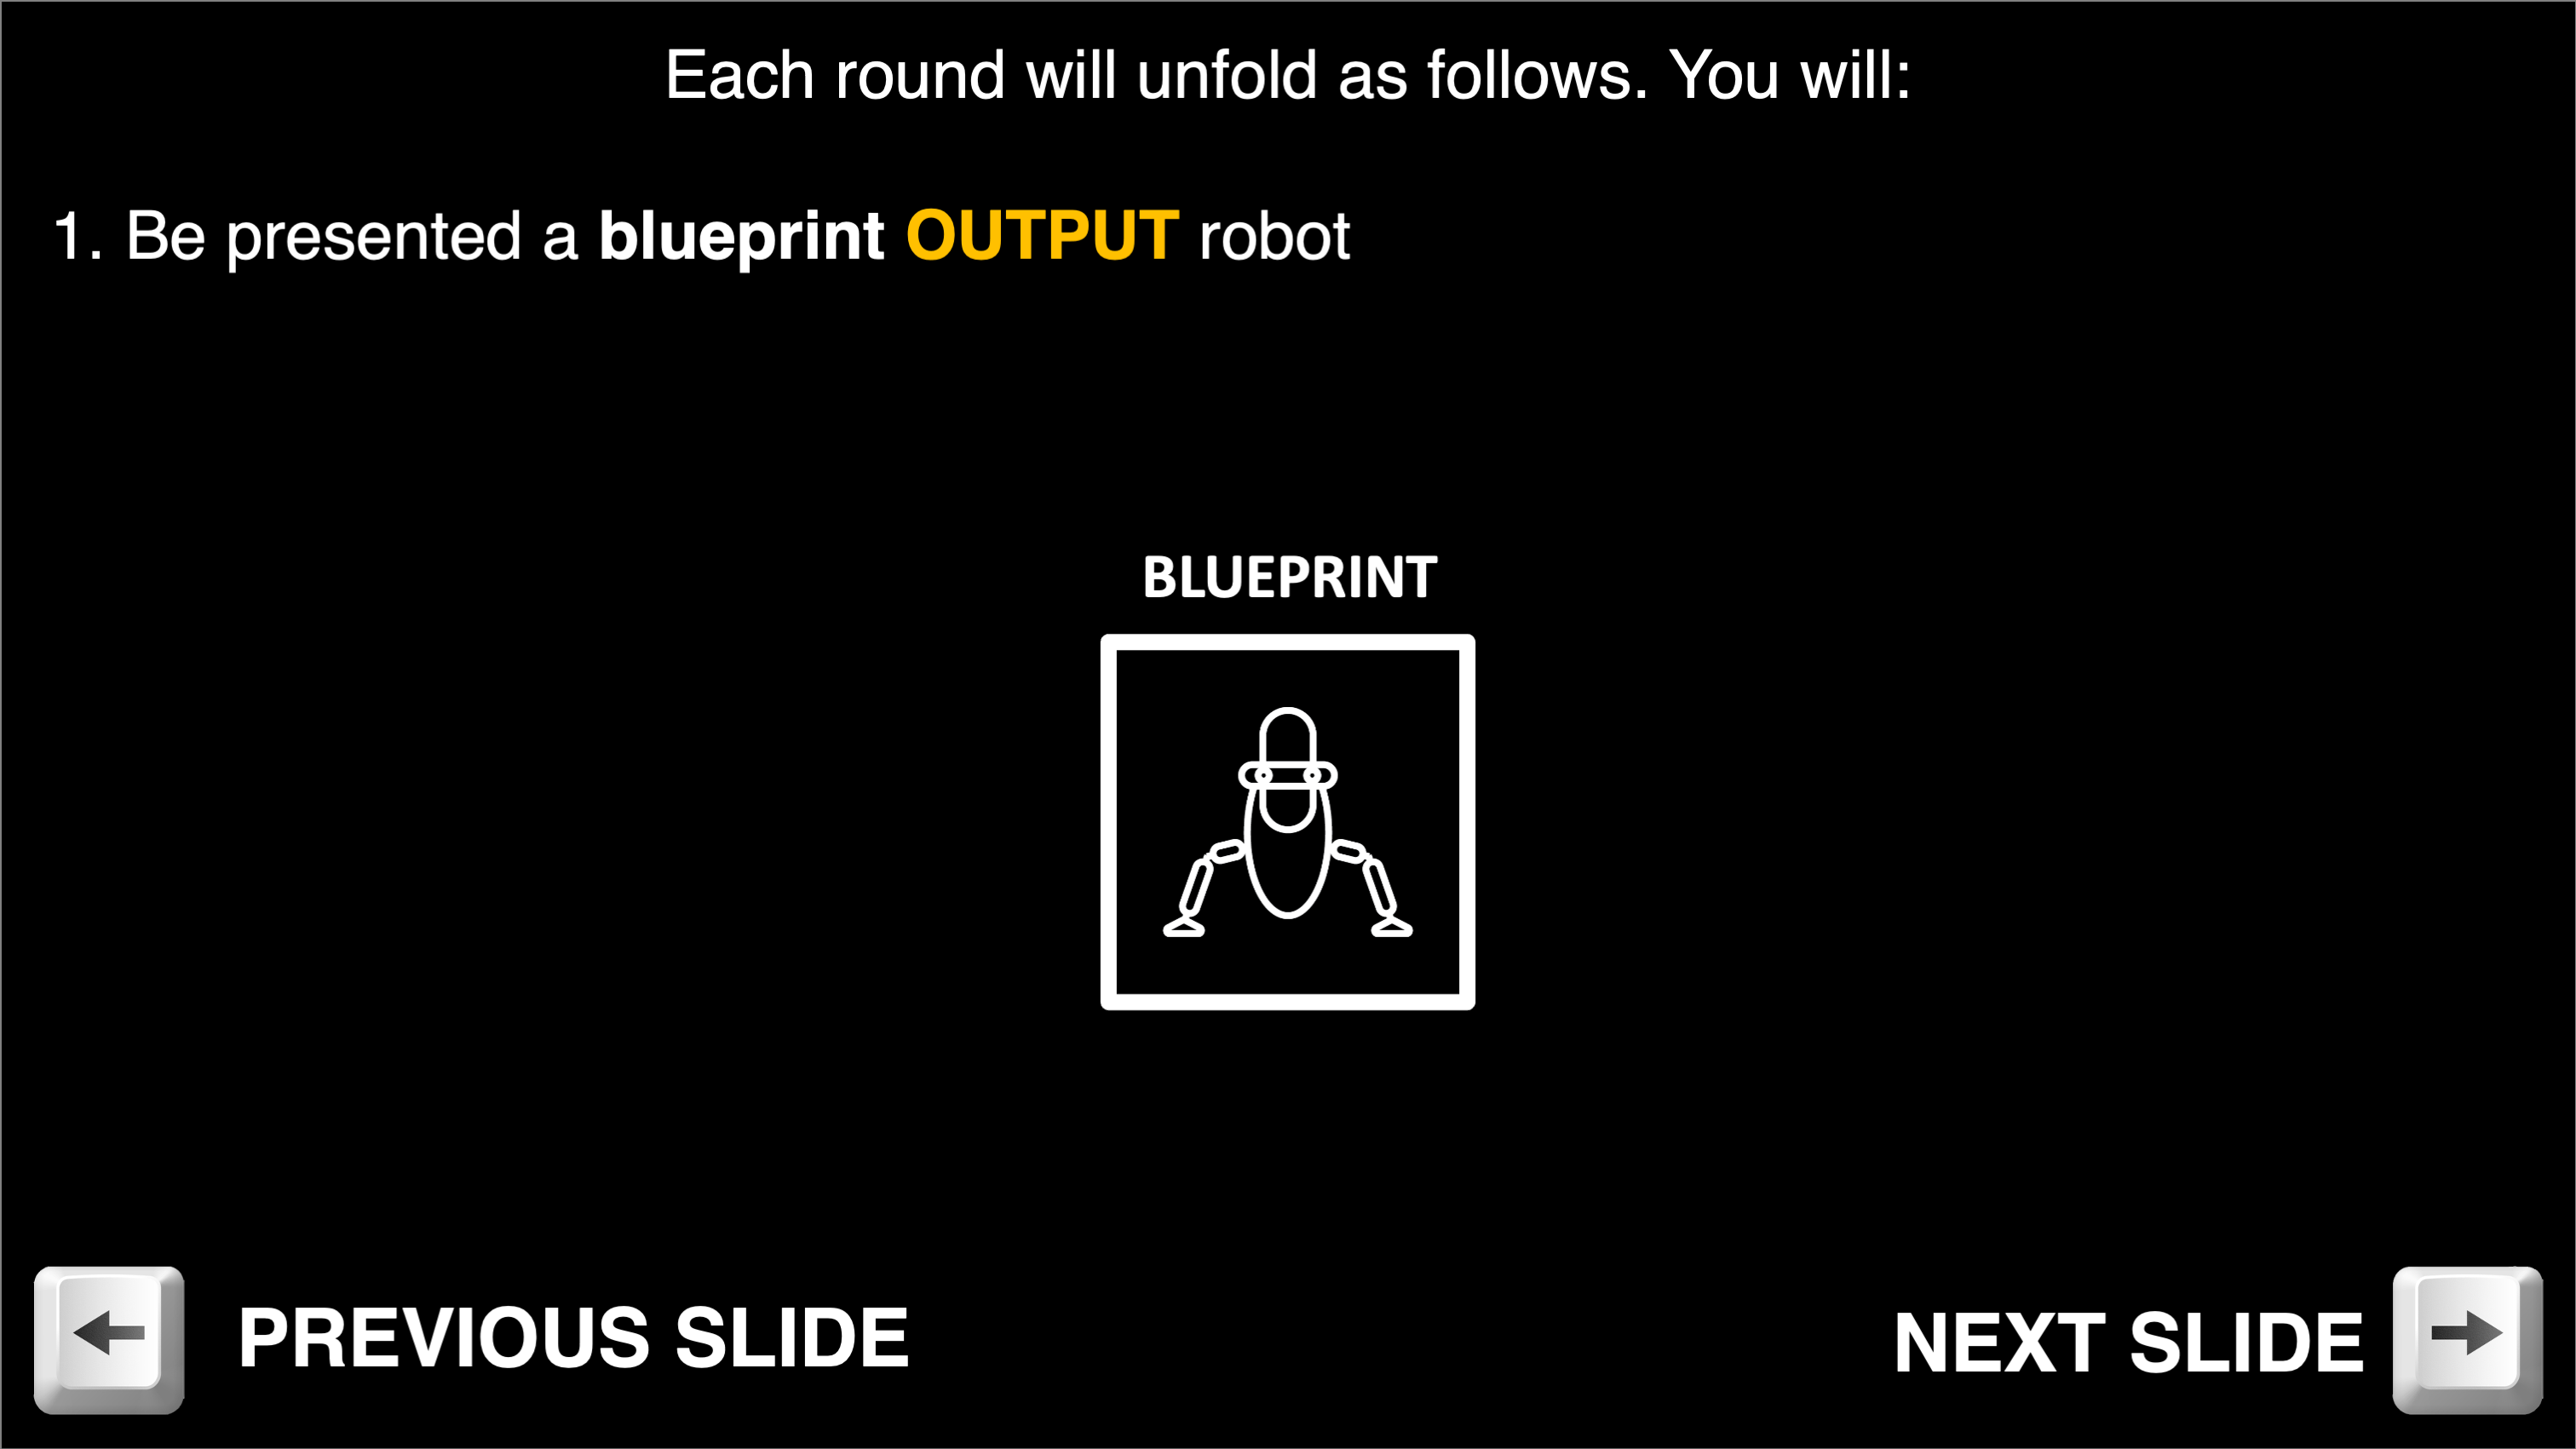 Each round will unfold as follows. You will:
1. Be presented a blueprint OUTPUT robot
BLUEPRINT
PREVIOUS SLIDE
NEXT SLIDE